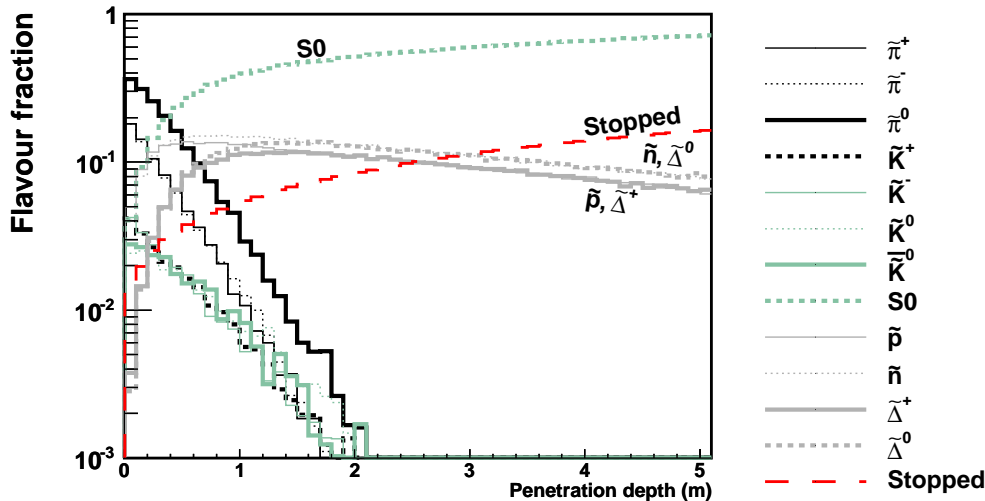 Flavour fraction
1
10⁻¹
10⁻²
10⁻³
0 1 2 3 4 5
Penetration depth (m)
S0
Stopped
ñ, Δ̃⁰
p̃, Δ̃⁺
π̃⁺
π̃⁻
π̃⁰
K̃⁺
K̃⁻
K̃⁰
K̃̅⁰
S0
p̃
ñ
Δ̃⁺
Δ̃⁰
Stopped